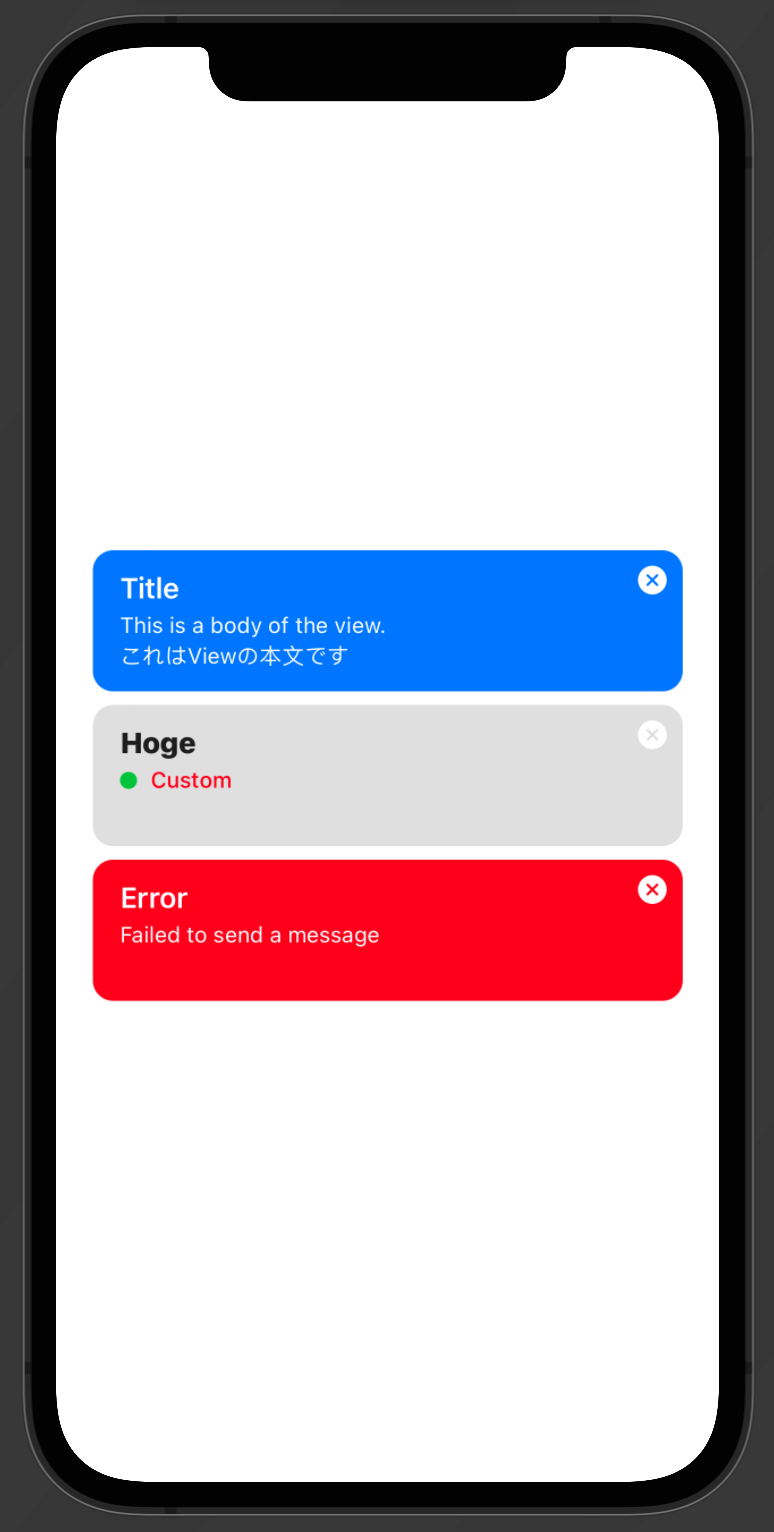 Title
This is a body of the view.
これはViewの本文です
Hoge
Custom
Error
Failed to send a message